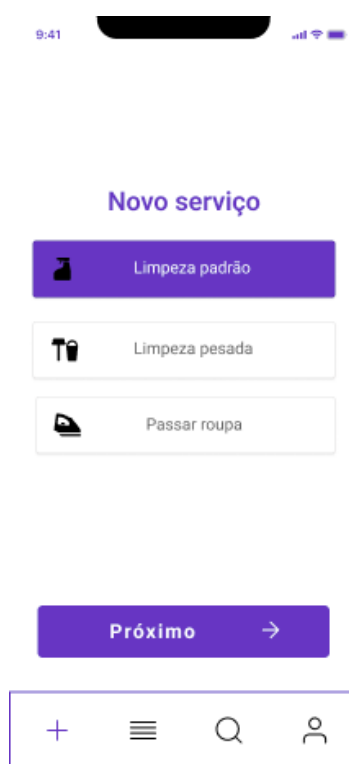 9:41
Novo serviço
Limpeza padrão
Limpeza pesada
Passar roupa
Próximo